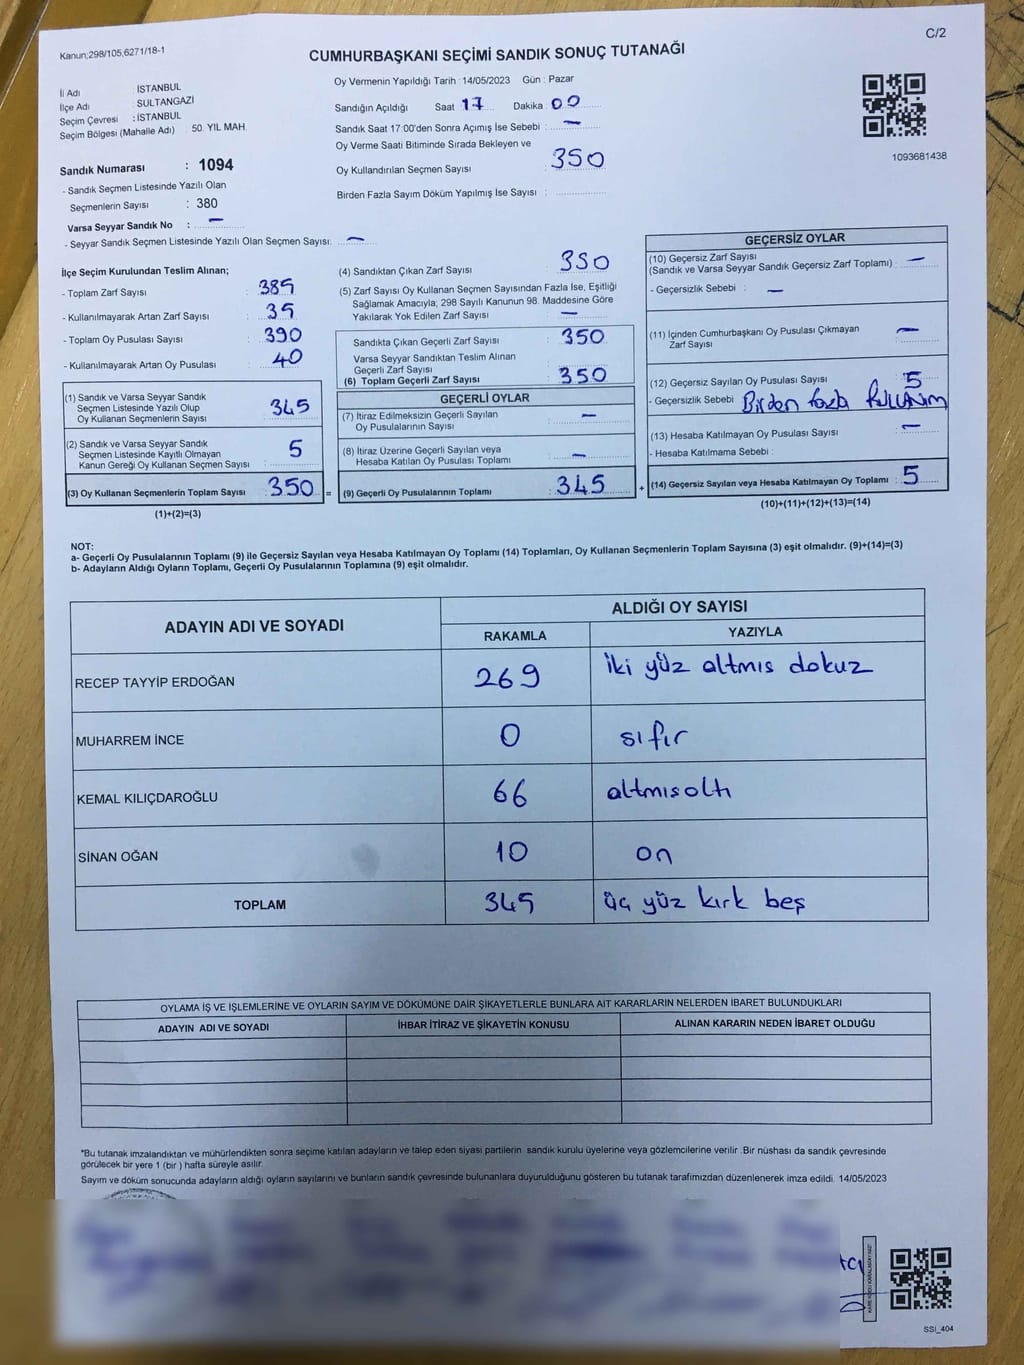 Kanun;298/105;6271/18-1
C/2
CUMHURBAŞKANI SEÇİMİ SANDIK SONUÇ TUTANAĞI
İl Adı : İSTANBUL
İlçe Adı : SULTANGAZİ
Seçim Çevresi : İSTANBUL
Seçim Bölgesi (Mahalle Adı) : 50. YIL MAH.
Sandık Numarası : 1094
- Sandık Seçmen Listesinde Yazılı Olan
Seçmenlerin Sayısı : 380
Varsa Seyyar Sandık No : —
- Seyyar Sandık Seçmen Listesinde Yazılı Olan Seçmen Sayısı: —
Oy Vermenin Yapıldığı Tarih : 14/05/2023 Gün : Pazar
Sandığın Açıldığı Saat 17 Dakika 00
Sandık Saat 17:00'den Sonra Açımış İse Sebebi : —
Oy Verme Saati Bitiminde Sırada Bekleyen ve
Oy Kullandırılan Seçmen Sayısı : 350
Birden Fazla Sayım Döküm Yapılmış İse Sayısı :
1093681438
İlçe Seçim Kurulundan Teslim Alınan;
- Toplam Zarf Sayısı : 385
- Kullanılmayarak Artan Zarf Sayısı : 35
- Toplam Oy Pusulası Sayısı : 390
- Kullanılmayarak Artan Oy Pusulası : 40
(1) Sandık ve Varsa Seyyar Sandık
Seçmen Listesinde Yazılı Olup
Oy Kullanan Seçmenlerin Sayısı : 345
(2) Sandık ve Varsa Seyyar Sandık
Seçmen Listesinde Kayıtlı Olmayan
Kanun Gereği Oy Kullanan Seçmen Sayısı : 5
(3) Oy Kullanan Seçmenlerin Toplam Sayısı : 350 =
(1)+(2)=(3)
(4) Sandıktan Çıkan Zarf Sayısı : 350
(5) Zarf Sayısı Oy Kullanan Seçmen Sayısından Fazla İse, Eşitliği
Sağlamak Amacıyla; 298 Sayılı Kanunun 98. Maddesine Göre
Yakılarak Yok Edilen Zarf Sayısı : —
Sandıkta Çıkan Geçerli Zarf Sayısı : 350
Varsa Seyyar Sandıktan Teslim Alınan
Geçerli Zarf Sayısı :
(6) Toplam Geçerli Zarf Sayısı : 350
GEÇERLİ OYLAR
(7) İtiraz Edilmeksizin Geçerli Sayılan
Oy Pusulalarının Sayısı : —
(8) İtiraz Üzerine Geçerli Sayılan veya
Hesaba Katılan Oy Pusulası Toplamı : —
(9) Geçerli Oy Pusulalarının Toplamı : 345 +
GEÇERSİZ OYLAR
(10) Geçersiz Zarf Sayısı
(Sandık ve Varsa Seyyar Sandık Geçersiz Zarf Toplamı) : —
- Geçersizlik Sebebi : —
(11) İçinden Cumhurbaşkanı Oy Pusulası Çıkmayan
Zarf Sayısı : —
(12) Geçersiz Sayılan Oy Pusulası Sayısı : 5
- Geçersizlik Sebebi : Birden fazla
(13) Hesaba Katılmayan Oy Pusulası Sayısı : —
- Hesaba Katılmama Sebebi :
(14) Geçersiz Sayılan veya Hesaba Katılmayan Oy Toplamı : 5
(10)+(11)+(12)+(13)=(14)
NOT:
a- Geçerli Oy Pusulalarının Toplamı (9) ile Geçersiz Sayılan veya Hesaba Katılmayan Oy Toplamı (14) Toplamları, Oy Kullanan Seçmenlerin Toplam Sayısına (3) eşit olmalıdır. (9)+(14)=(3)
b- Adayların Aldığı Oyların Toplamı, Geçerli Oy Pusulalarının Toplamına (9) eşit olmalıdır.
ADAYIN ADI VE SOYADI
ALDIĞI OY SAYISI
RAKAMLA YAZIYLA
RECEP TAYYİP ERDOĞAN 269 iki yüz altmıs dokuz
MUHARREM İNCE 0 sıfır
KEMAL KILIÇDAROĞLU 66 altmısaltı
SİNAN OĞAN 10 on
TOPLAM 345 üç yüz kırk beş
OYLAMA İŞ VE İŞLEMLERİNE VE OYLARIN SAYIM VE DÖKÜMÜNE DAİR ŞİKAYETLERLE BUNLARA AİT KARARLARIN NELERDEN İBARET BULUNDUKLARI
ADAYIN ADI VE SOYADI İHBAR İTİRAZ VE ŞİKAYETİN KONUSU ALINAN KARARIN NEDEN İBARET OLDUĞU
*Bu tutanak imzalandıktan ve mühürlendikten sonra seçime katılan adayların ve talep eden siyasi partilerin sandık kurulu üyelerine veya gözlemcilerine verilir. Bir nüshası da sandık çevresinde
görülecek bir yere 1 (bir ) hafta süreyle asılır.
Sayım ve döküm sonucunda adayların aldığı oyların sayılarını ve bunların sandık çevresinde bulunanlara duyurulduğunu gösteren bu tutanak tarafımızdan düzenlenerek imza edildi. 14/05/2023
SSİ_404